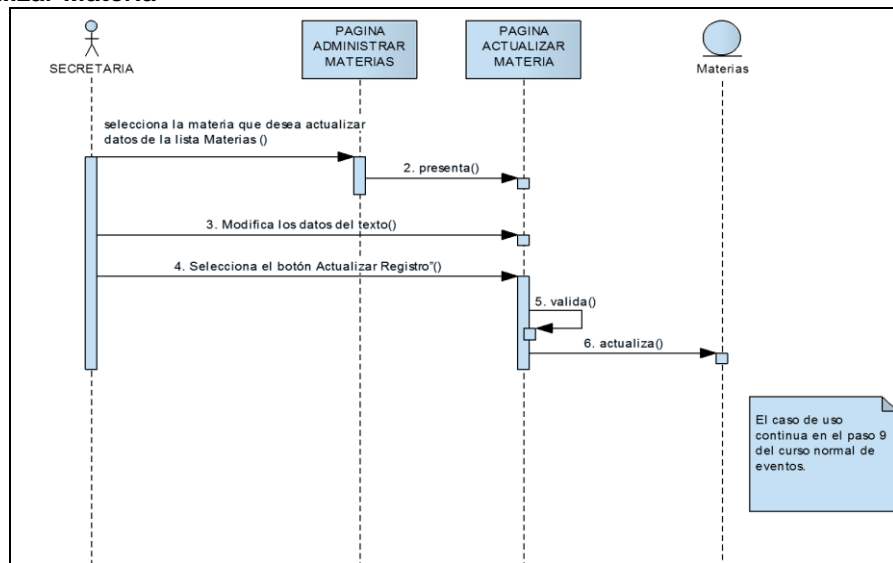 SECRETARIA
PAGINA
ADMINISTRAR
MATERIAS
PAGINA
ACTUALIZAR
MATERIA
Materias
selecciona la materia que desea actualizar
datos de la lista Materias ()
2. presenta()
3. Modifica los datos del texto()
4. Selecciona el botón Actualizar Registro"()
5. valida()
6. actualiza()
El caso de uso
continua en el paso 9
del curso normal de
eventos.